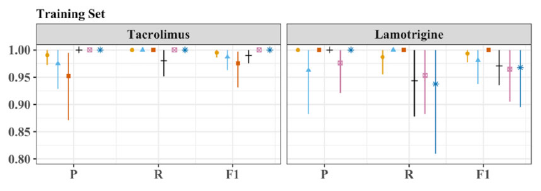 Training Set
Tacrolimus Lamotrigine
1.00
0.95
0.90
0.85
0.80
P R F1 P R F1